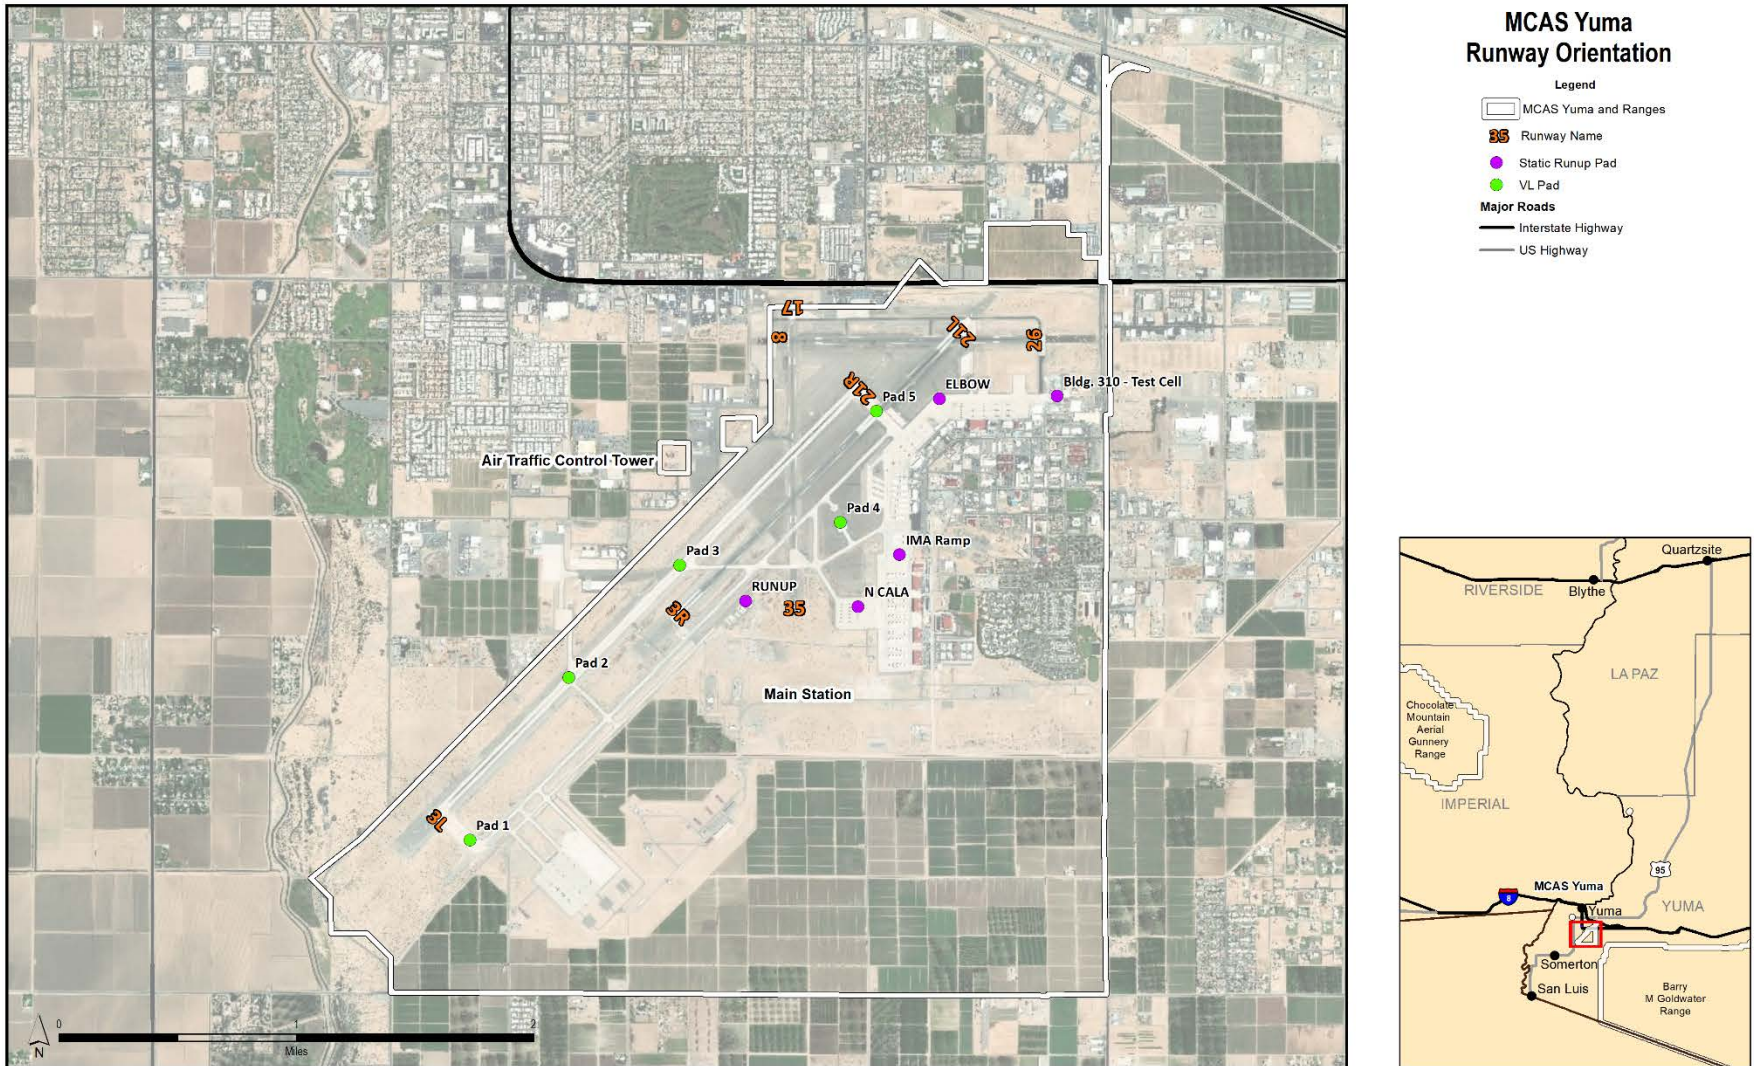 MCAS Yuma
Runway Orientation
Legend
MCAS Yuma and Ranges
35 Runway Name
Static Runup Pad
VL Pad
Major Roads
Interstate Highway
US Highway
17
8
21L
26
21R
Pad 5
ELBOW
Bldg. 310 - Test Cell
Air Traffic Control Tower
Pad 4
IMA Ramp
Pad 3
RUNUP
35
N CALA
3R
Pad 2
Main Station
3L
Pad 1
0
1
2
Miles
N
Quartzsite
RIVERSIDE
Blythe
LA PAZ
Chocolate
Mountain
Aerial
Gunnery
Range
IMPERIAL
95
MCAS Yuma
8
Yuma
YUMA
Somerton
San Luis
Barry
M Goldwater
Range